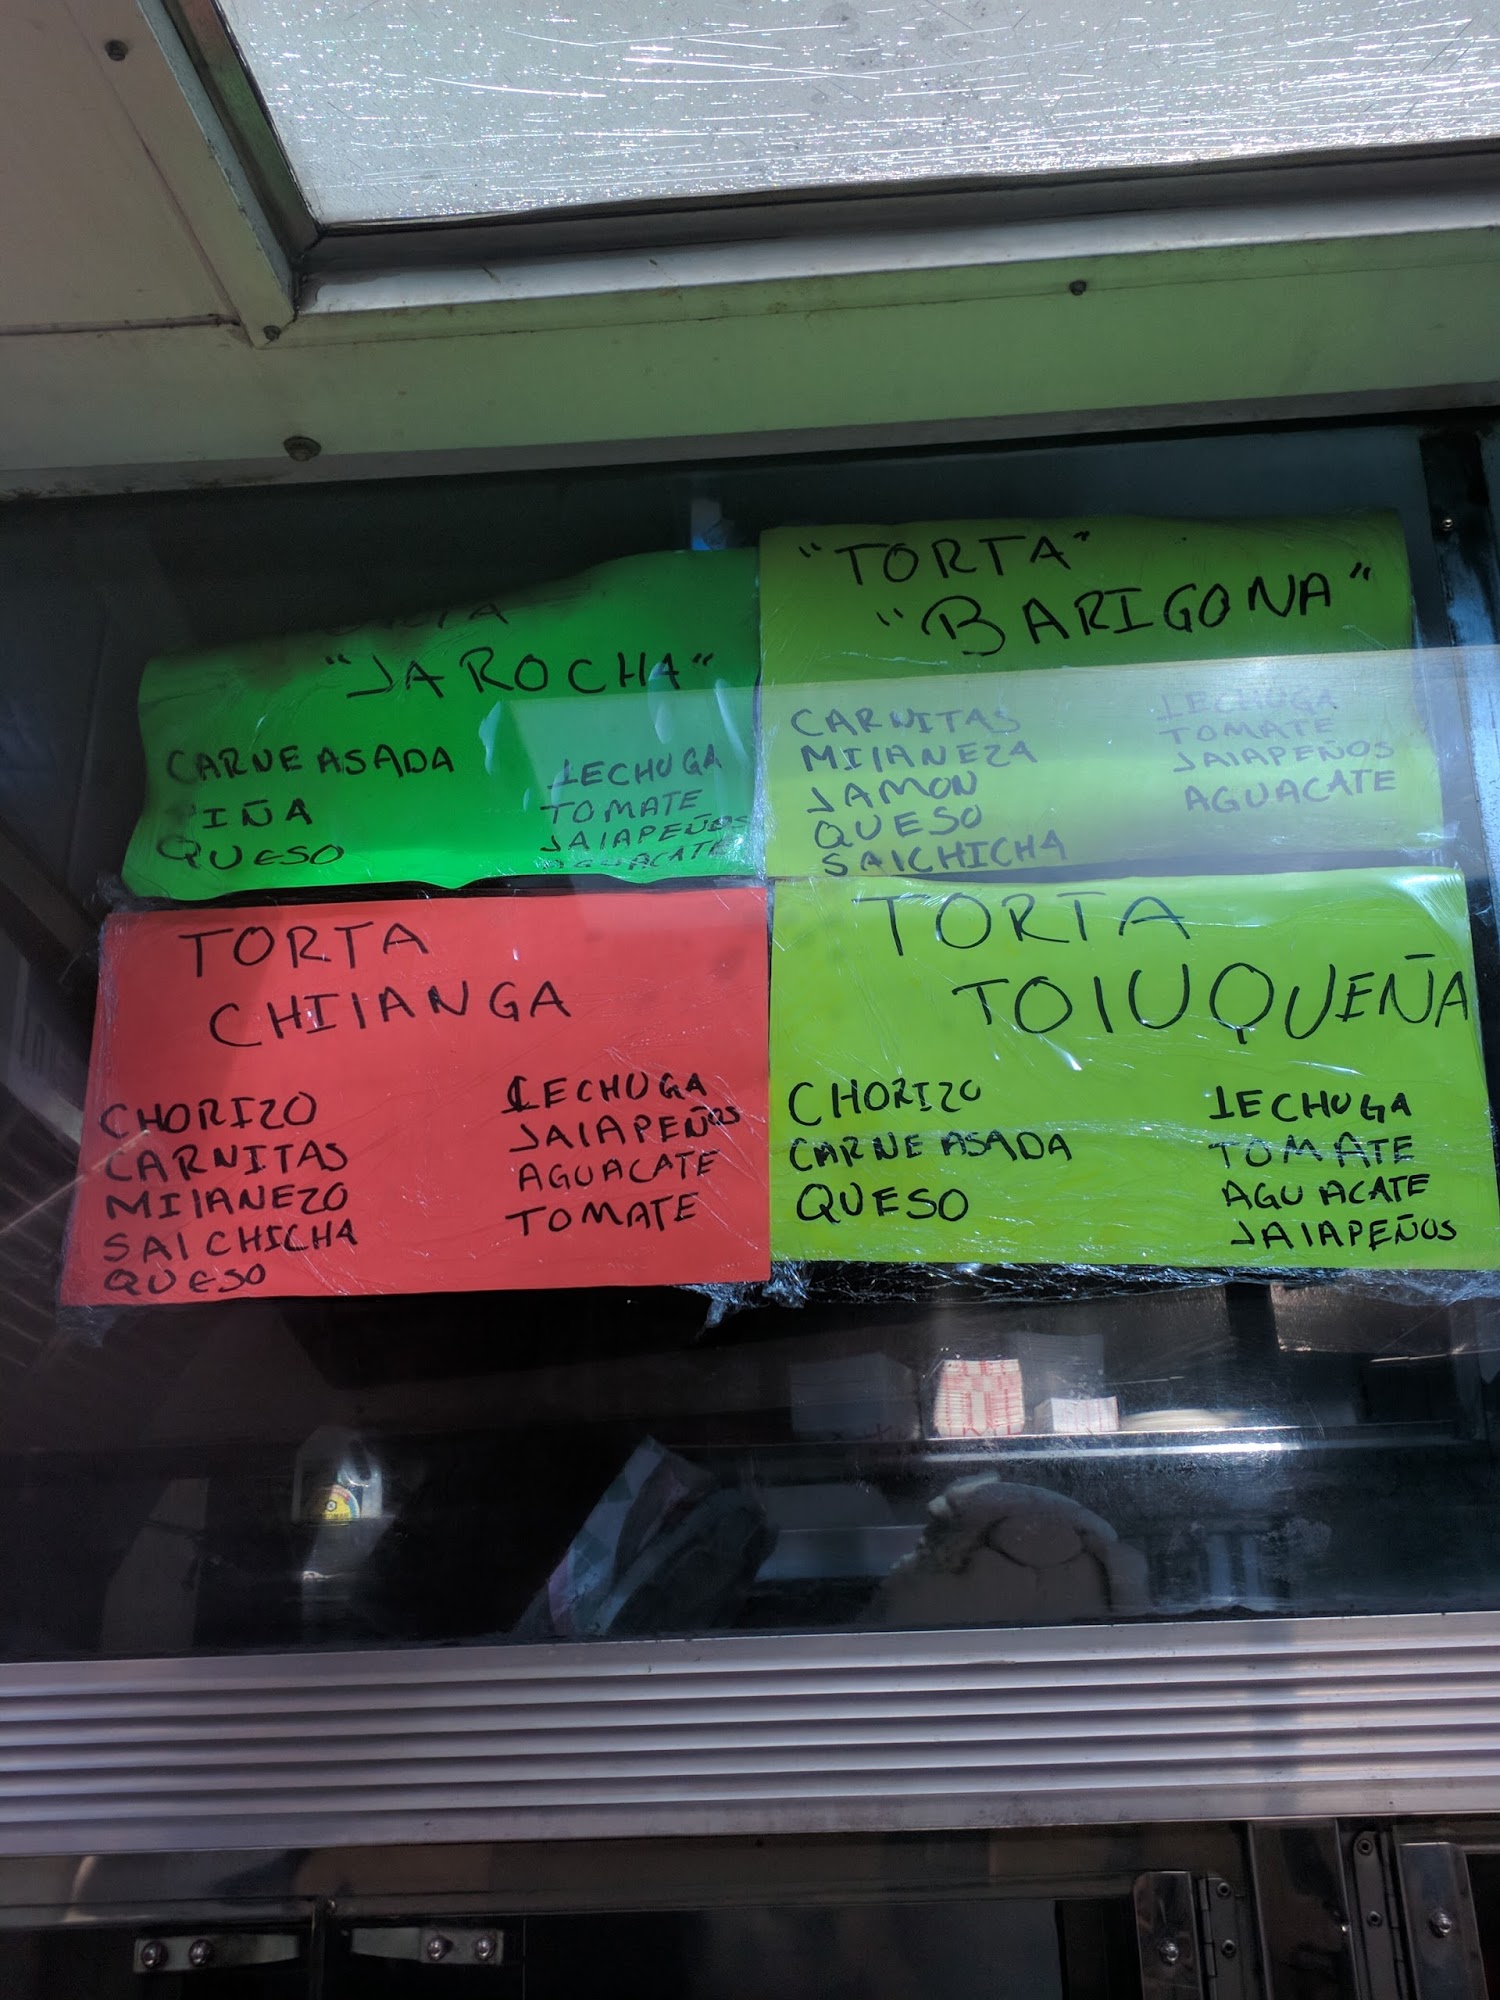 TORTA
"JAROCHA"
CARNE ASADA
PIÑA
QUESO
lECHUGA
TOMATE
JAlAPEÑOS
AGUACATE
"TORTA"
"BARIGONA"
CARNITAS
MIlANEZA
JAMON
QUESO
SAlCHICHA
lECHUGA
TOMATE
JAlAPEÑOS
AGUACATE
TORTA
CHIlANGA
CHORIZO
CARNITAS
MIlANEZO
SAlCHICHA
QUESO
lECHUGA
JAlAPEÑOS
AGUACATE
TOMATE
TORTA
TOlUQUEÑA
CHORIZO
CARNE ASADA
QUESO
lECHUGA
TOMATE
AGUACATE
JAlAPEÑOS